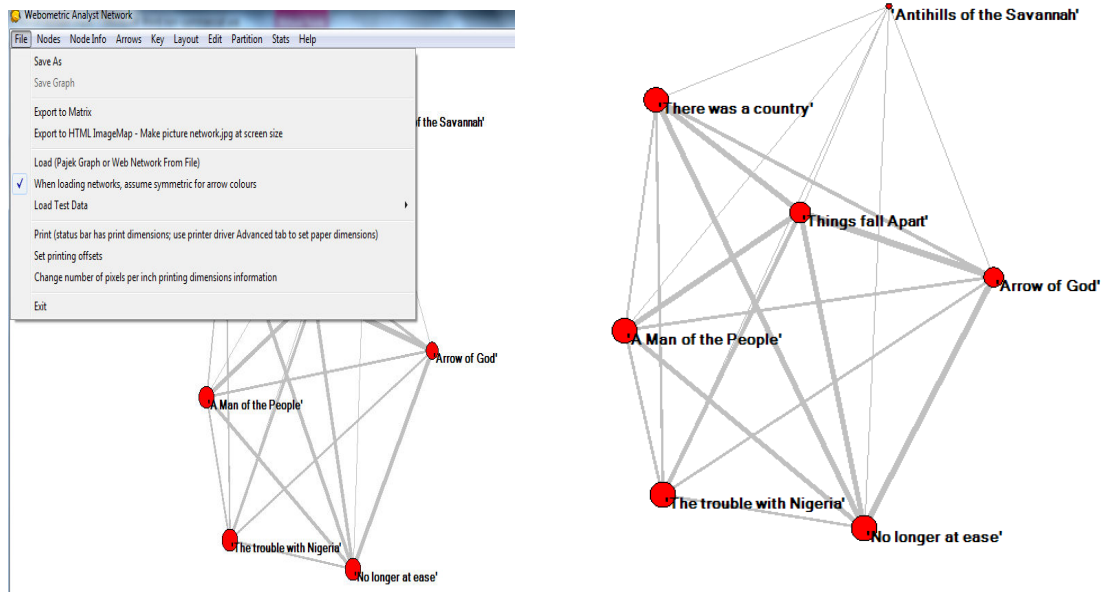 Webometric Analyst Network
File Nodes Node Info Arrows Key Layout Edit Partition Stats Help
Save As
Save Graph
Export to Matrix
Export to HTML ImageMap - Make picture network.jpg at screen size
Load (Pajek Graph or Web Network From File)
When loading networks, assume symmetric for arrow colours
Load Test Data
Print (status bar has print dimensions; use printer driver Advanced tab to set paper dimensions)
Set printing offsets
Change number of pixels per inch printing dimensions information
Exit
f the Savannah'
'Arrow of God'
'A Man of the People'
'The trouble with Nigeria'
'No longer at ease'
'Antihills of the Savannah'
'There was a country'
'Things fall Apart'
'Arrow of God'
'A Man of the People'
'The trouble with Nigeria'
'No longer at ease'